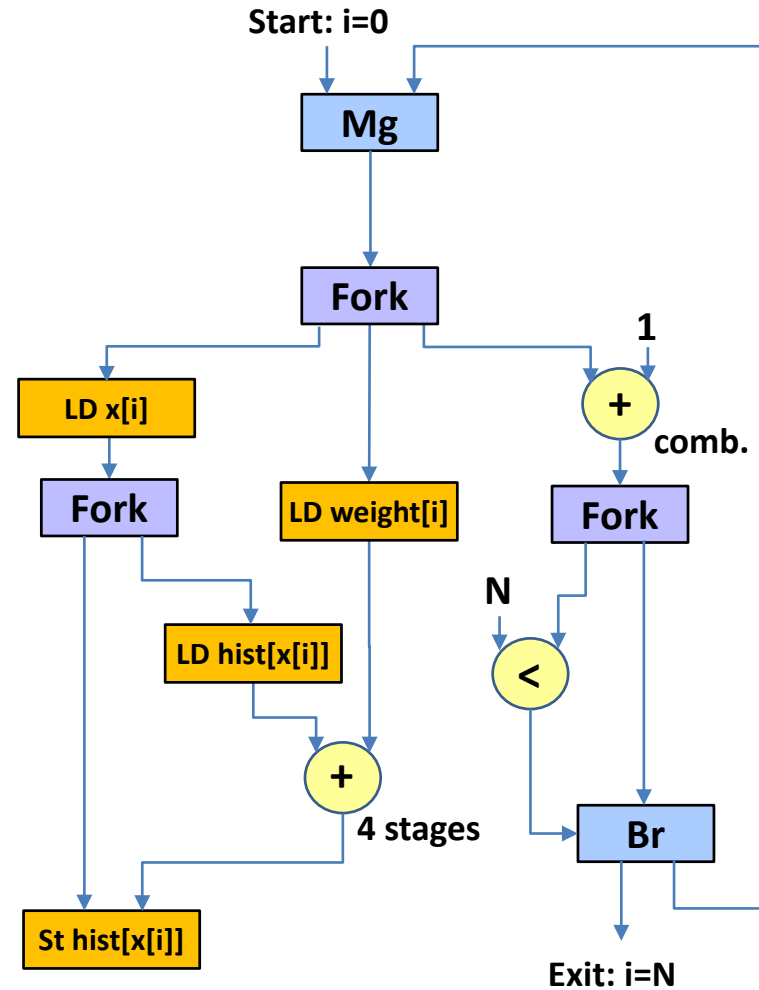 Start: i=0
Mg
Fork
1
LD x[i]
+
comb.
Fork
LD weight[i]
Fork
N
LD hist[x[i]]
<
+
4 stages
Br
St hist[x[i]]
Exit: i=N